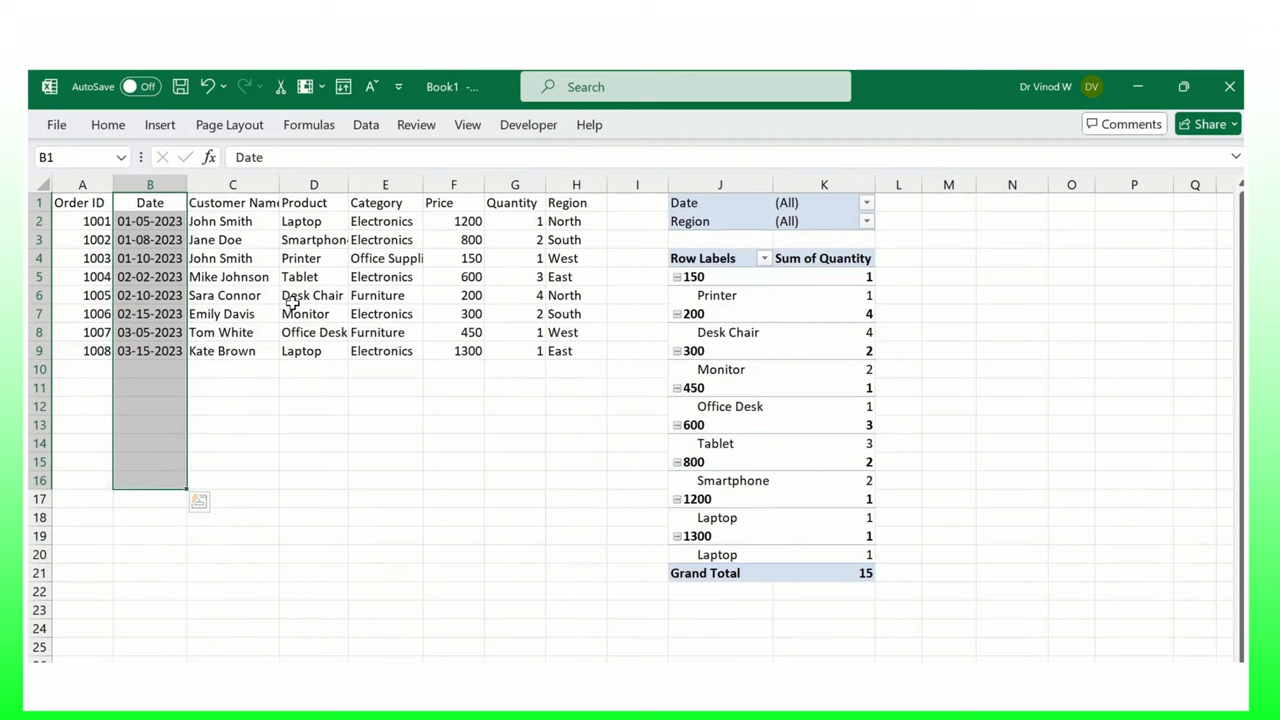 AutoSave Off Book1 -... Search Dr Vinod W DV
File Home Insert Page Layout Formulas Data Review View Developer Help Comments Share
B1 fx Date
A B C D E F G H I J K L M N O P Q
1 Order ID Date Customer Nam Product Category Price Quantity Region Date (All)
2 1001 01-05-2023 John Smith Laptop Electronics 1200 1 North Region (All)
3 1002 01-08-2023 Jane Doe Smartphon Electronics 800 2 South
4 1003 01-10-2023 John Smith Printer Office Suppli 150 1 West Row Labels Sum of Quantity
5 1004 02-02-2023 Mike Johnson Tablet Electronics 600 3 East 150 1
6 1005 02-10-2023 Sara Connor Desk Chair Furniture 200 4 North Printer 1
7 1006 02-15-2023 Emily Davis Monitor Electronics 300 2 South 200 4
8 1007 03-05-2023 Tom White Office Desk Furniture 450 1 West Desk Chair 4
9 1008 03-15-2023 Kate Brown Laptop Electronics 1300 1 East 300 2
10 Monitor 2
11 450 1
12 Office Desk 1
13 600 3
14 Tablet 3
15 800 2
16 Smartphone 2
17 1200 1
18 Laptop 1
19 1300 1
20 Laptop 1
21 Grand Total 15
22
23
24
25